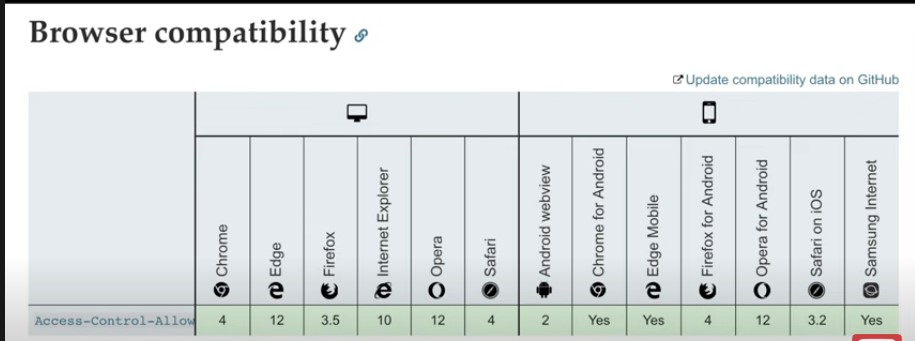 Browser compatibility
Update compatibility data on GitHub
Chrome
Edge
Firefox
Internet Explorer
Opera
Safari
Android webview
Chrome for Android
Edge Mobile
Firefox for Android
Opera for Android
Safari on iOS
Samsung Internet
Access-Control-Allow 4 12 3.5 10 12 4 2 Yes Yes 4 12 3.2 Yes